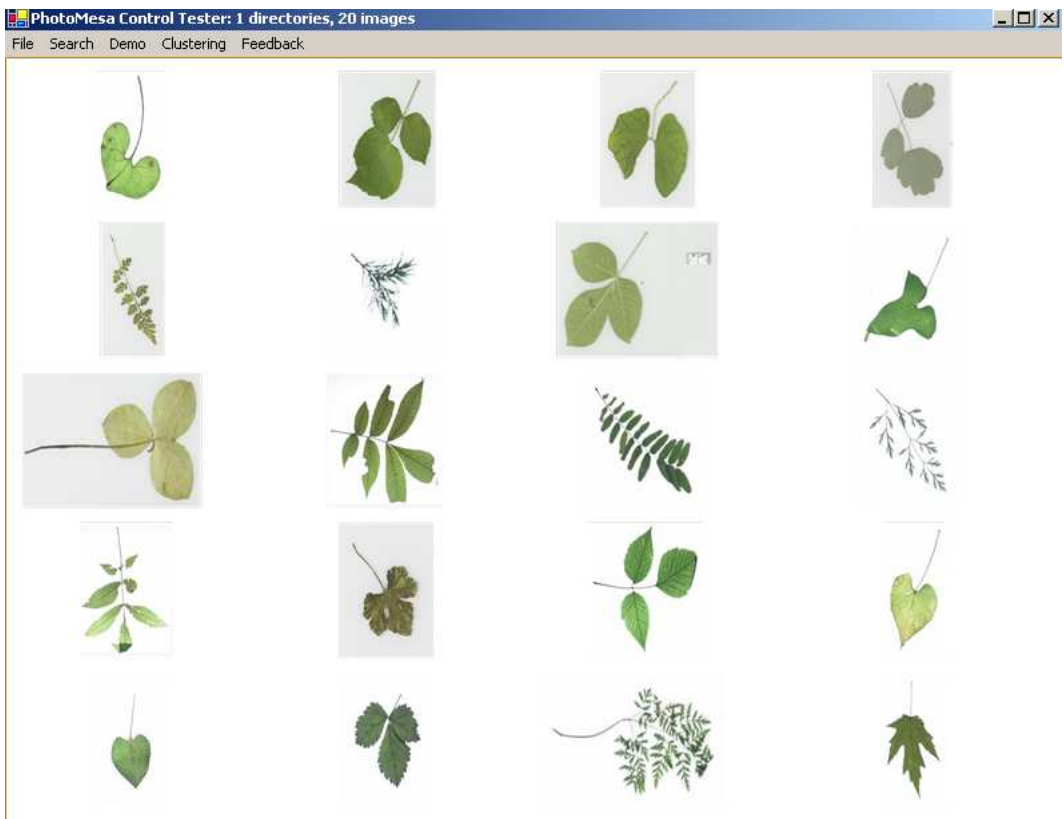 PhotoMesa Control Tester: 1 directories, 20 images
File Search Demo Clustering Feedback